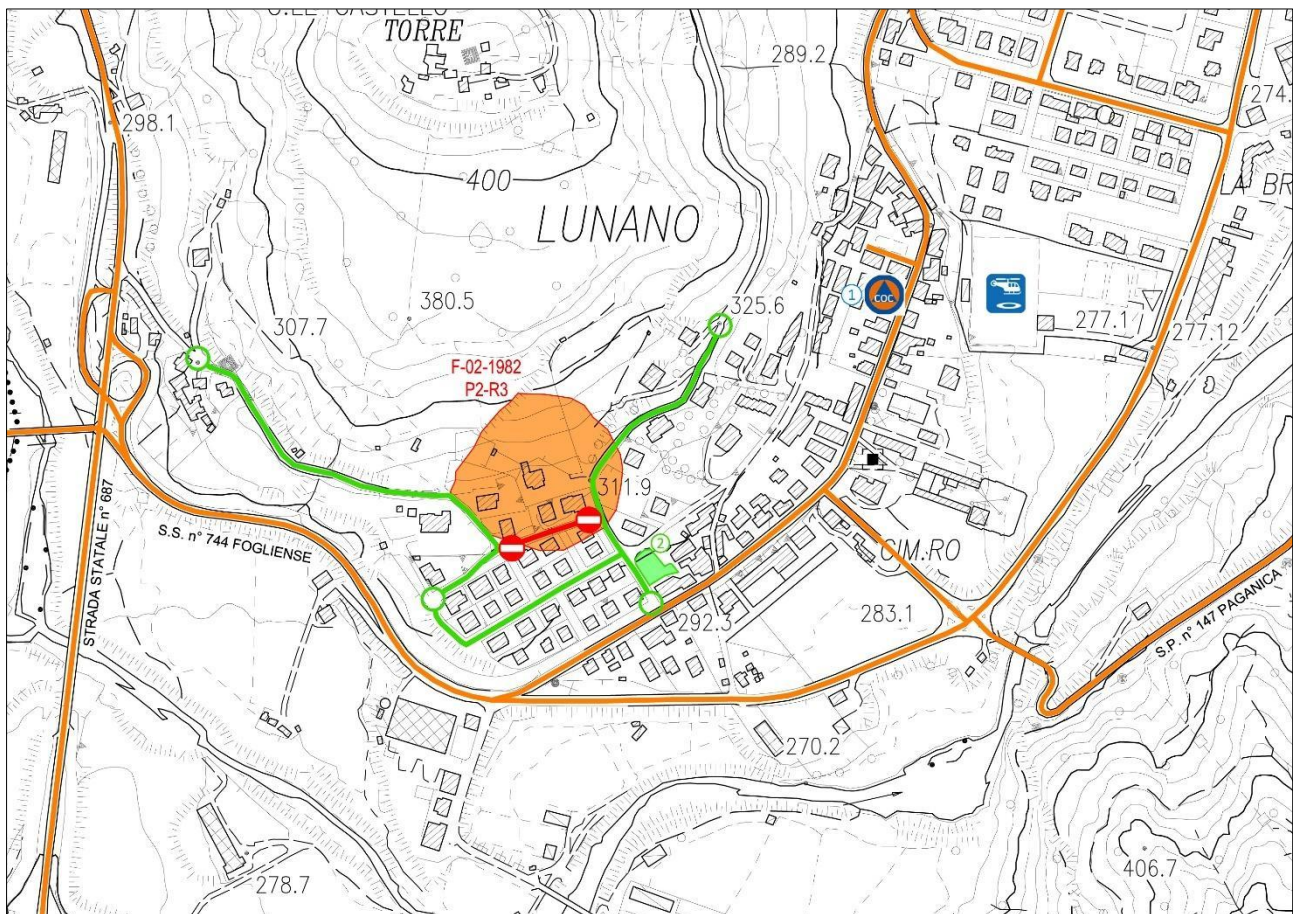 TORRE
289.2
298.1
274.
400
LA BR
LUNANO
325.6
1
COC
380.5
307.7
277.1
277.12
F-02-1982
P2-R3
311.9
STRADA STATALE n° 687
S.S. n° 744 FOGLIENSE
2
CIM.RO
292.3
283.1
S.P. n° 147 PAGANICA
270.2
278.7
406.7